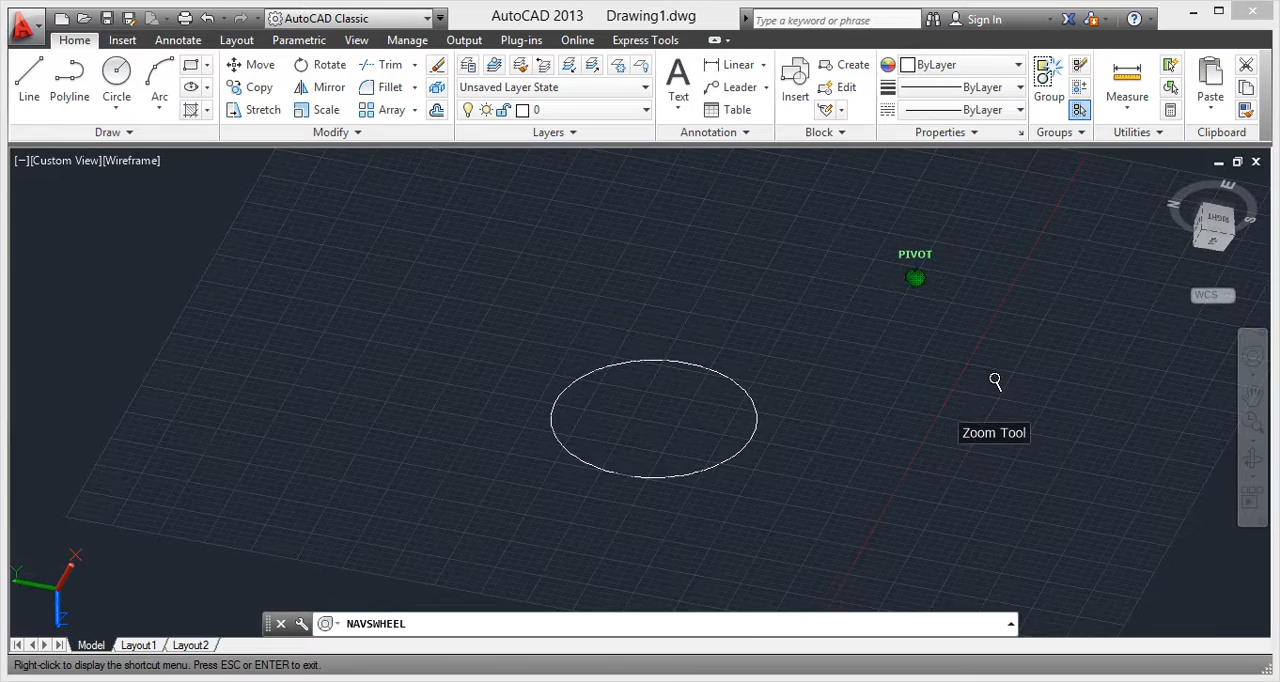 AutoCAD Classic
AutoCAD 2013 Drawing1.dwg
Type a keyword or phrase
Sign In
Home Insert Annotate Layout Parametric View Manage Output Plug-ins Online Express Tools
Line Polyline Circle Arc
Move Rotate Trim
Copy Mirror Fillet
Stretch Scale Array
Unsaved Layer State
0
Text
Linear
Leader
Table
Insert
Create
Edit
ByLayer
ByLayer
ByLayer
Group
Measure
Paste
Draw Modify Layers Annotation Block Properties Groups Utilities Clipboard
[−][Custom View][Wireframe]
E
N
S
RIGHT
PIVOT
WCS
Zoom Tool
X
Y
Z
NAVSWHEEL
Model Layout1 Layout2
Right-click to display the shortcut menu. Press ESC or ENTER to exit.